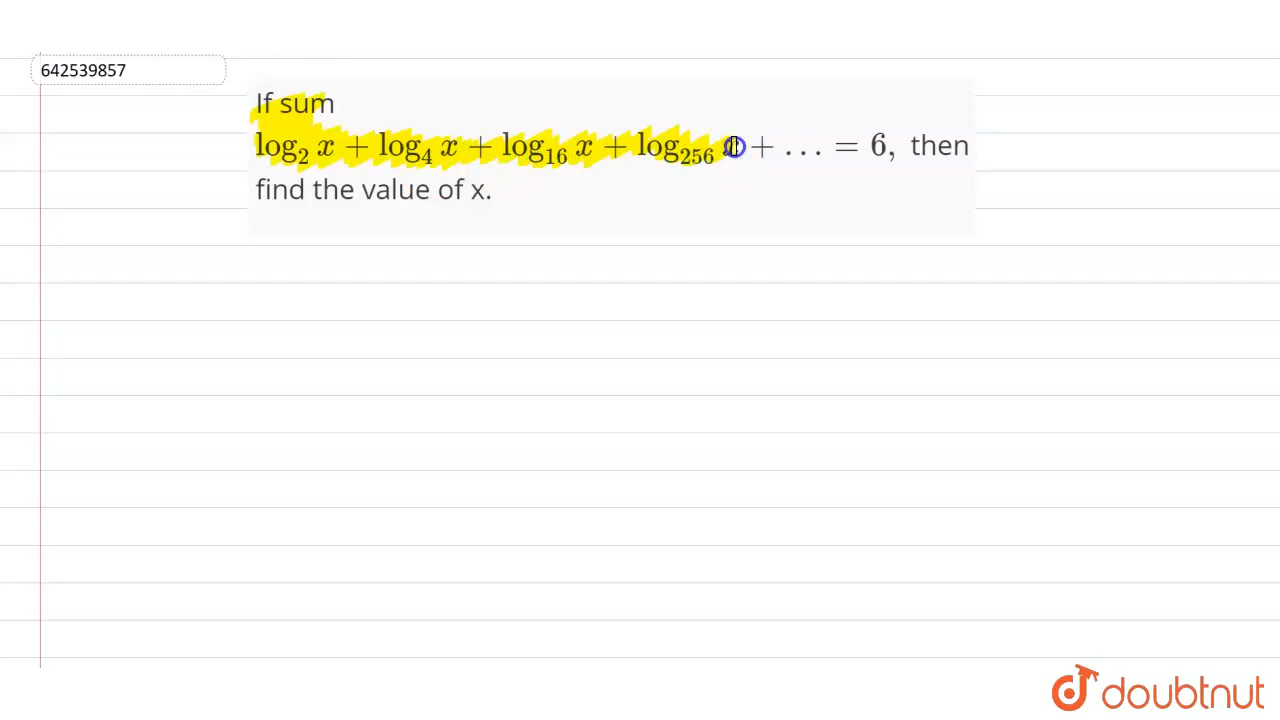 642539857
If sum
log₂ x + log₄ x + log₁₆ x + log₂₅₆ x + … = 6, then
find the value of x.
doubtnut